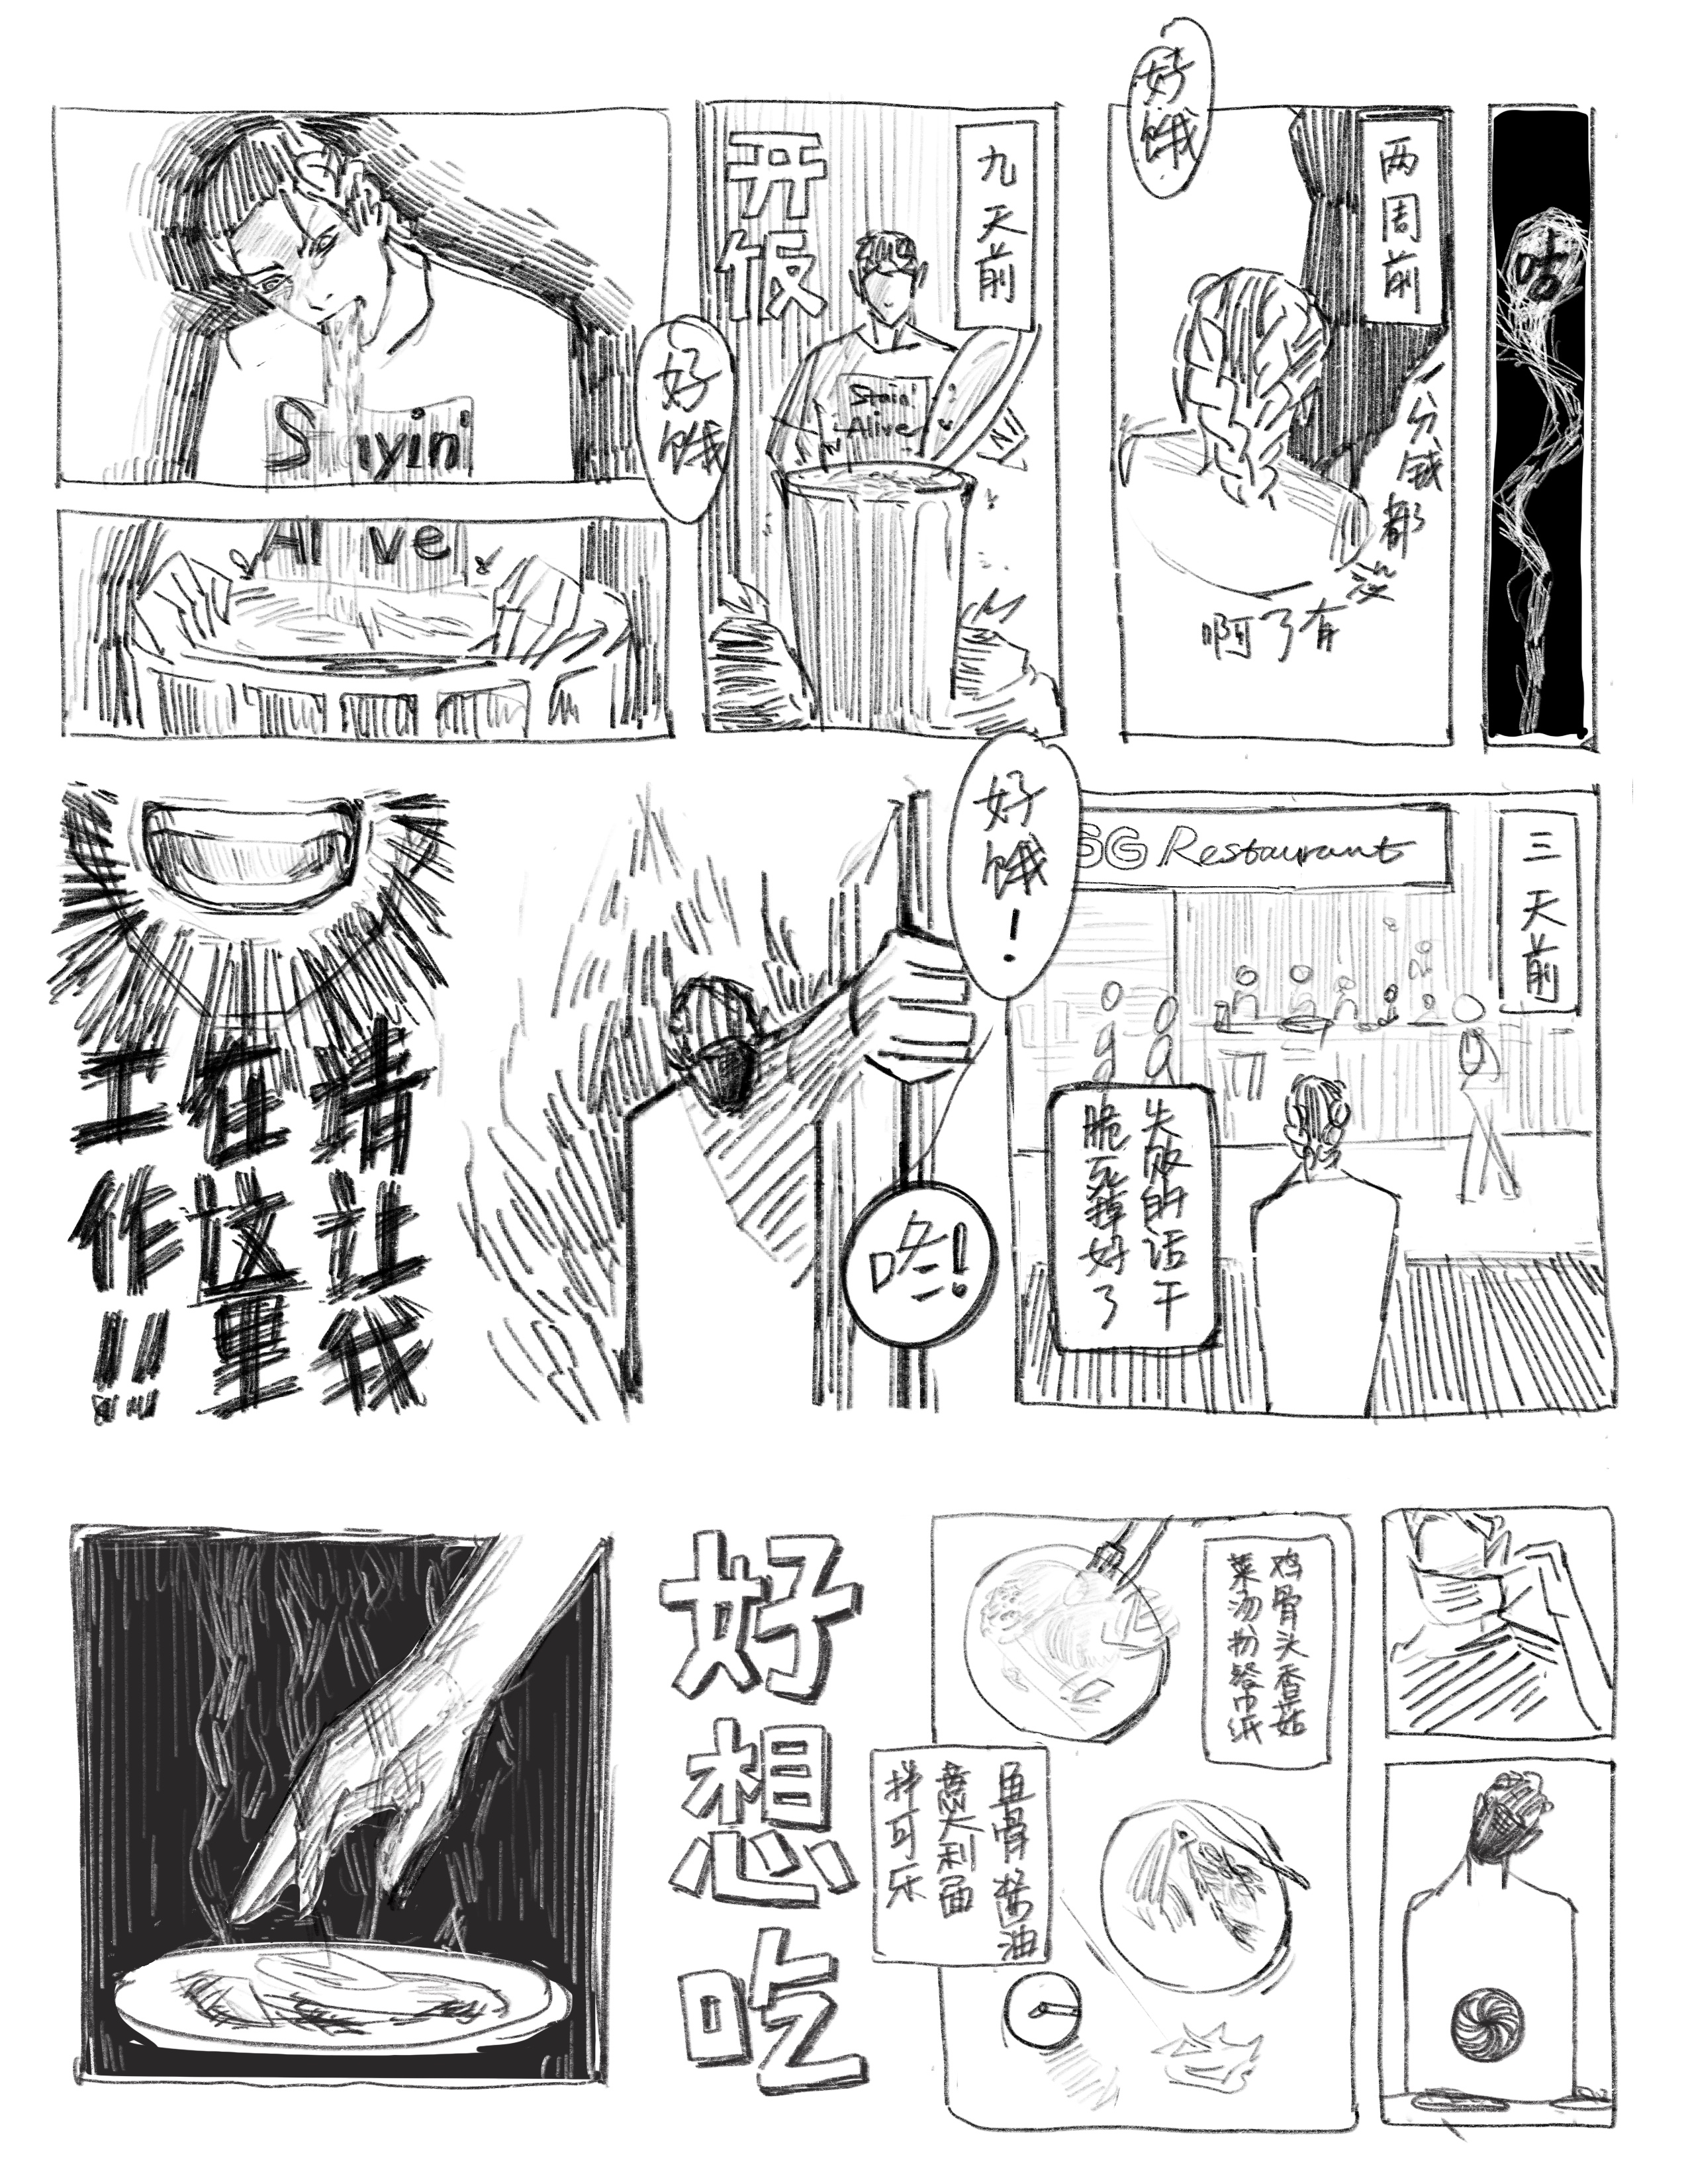 咕
两周前
好饿
一分钱都没有了啊
九天前
开饭
Stain'
Alive
好饿
Stayin'
Alive
三天前
SG Restaurant
失败的话干
脆死掉好了
好饿！
咚！
请让我
在这里
工作！！
鸡骨头香菇
菜汤拌餐巾纸
鱼骨酱油
意大利面
拌可乐
好想吃